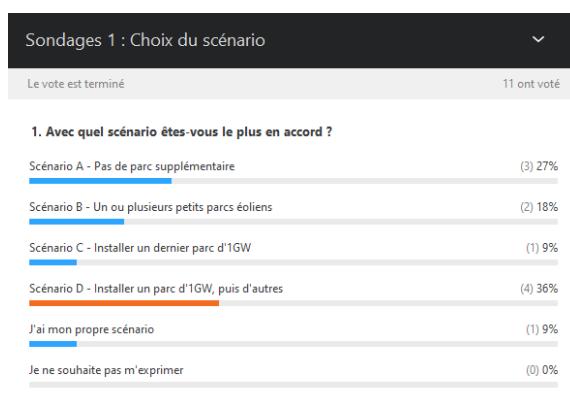 Sondages 1 : Choix du scénario
Le vote est terminé 11 ont voté
1. Avec quel scénario êtes-vous le plus en accord ?
Scénario A - Pas de parc supplémentaire (3) 27%
Scénario B - Un ou plusieurs petits parcs éoliens (2) 18%
Scénario C - Installer un dernier parc d'1GW (1) 9%
Scénario D - Installer un parc d'1GW, puis d'autres (4) 36%
J'ai mon propre scénario (1) 9%
Je ne souhaite pas m'exprimer (0) 0%